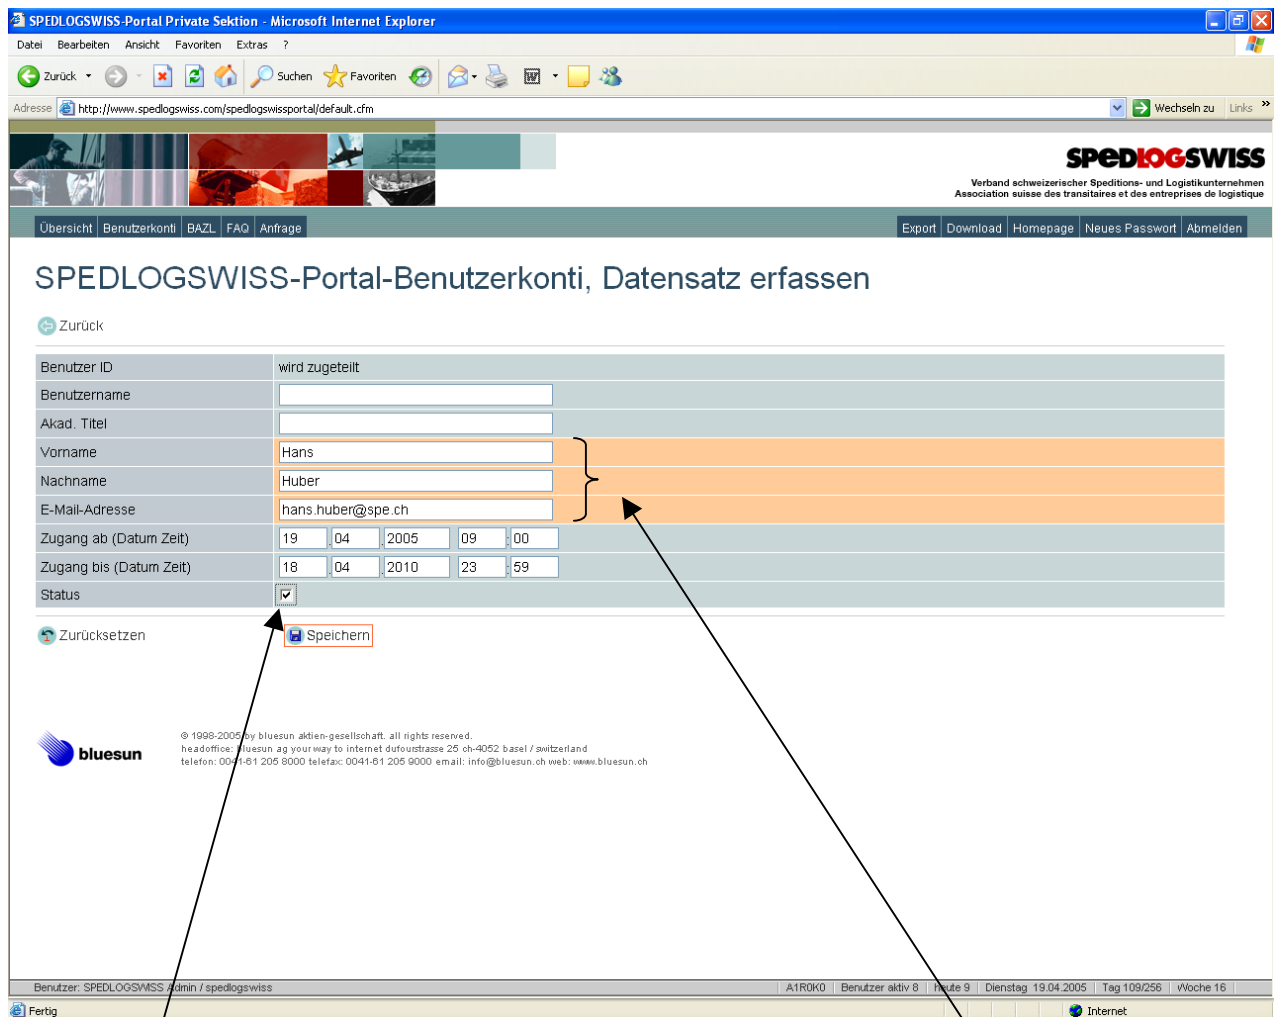 SPEDLOGSWISS-Portal Private Sektion - Microsoft Internet Explorer
Datei Bearbeiten Ansicht Favoriten Extras ?
Zurück Suchen Favoriten
Adresse http://www.spedlogswiss.com/spedlogswissportal/default.cfm Wechseln zu Links »
SPEDLOGSWISS
Verband schweizerischer Speditions- und Logistikunternehmen
Association suisse des transitaires et des entreprises de logistique
Übersicht Benutzerkonti BAZL FAQ Anfrage Export Download Homepage Neues Passwort Abmelden
SPEDLOGSWISS-Portal-Benutzerkonti, Datensatz erfassen
Zurück
Benutzer ID wird zugeteilt
Benutzername
Akad. Titel
Vorname Hans
Nachname Huber
E-Mail-Adresse hans.huber@spe.ch
Zugang ab (Datum Zeit) 19 . 04 . 2005 09 : 00
Zugang bis (Datum Zeit) 18 . 04 . 2010 23 : 59
Status
Zurücksetzen Speichern
bluesun
© 1998-2005 by bluesun aktien-gesellschaft. all rights reserved.
headoffice: bluesun ag your way to internet dufourstrasse 25 ch-4052 basel / switzerland
telefon: 0041-61 205 8000 telefax: 0041-61 205 9000 email: info@bluesun.ch web: www.bluesun.ch
Benutzer: SPEDLOGSWISS Admin / spedlogswiss A1R0K0 Benutzer aktiv 8 heute 9 Dienstag 19.04.2005 Tag 109/256 Woche 16
Fertig Internet